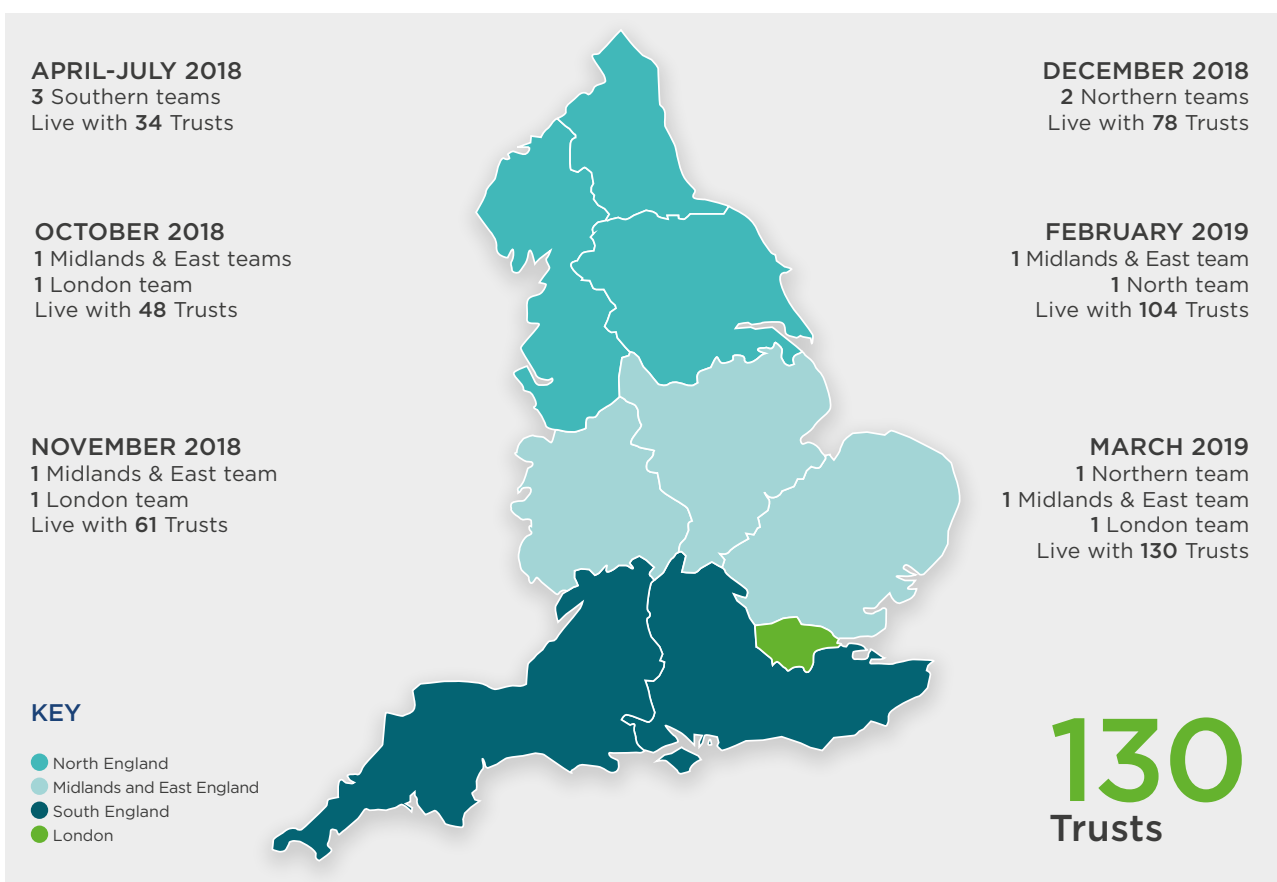 APRIL-JULY 2018
3 Southern teams
Live with 34 Trusts
OCTOBER 2018
1 Midlands & East teams
1 London team
Live with 48 Trusts
NOVEMBER 2018
1 Midlands & East team
1 London team
Live with 61 Trusts
DECEMBER 2018
2 Northern teams
Live with 78 Trusts
FEBRUARY 2019
1 Midlands & East team
1 North team
Live with 104 Trusts
MARCH 2019
1 Northern team
1 Midlands & East team
1 London team
Live with 130 Trusts
KEY
North England
Midlands and East England
South England
London
130
Trusts